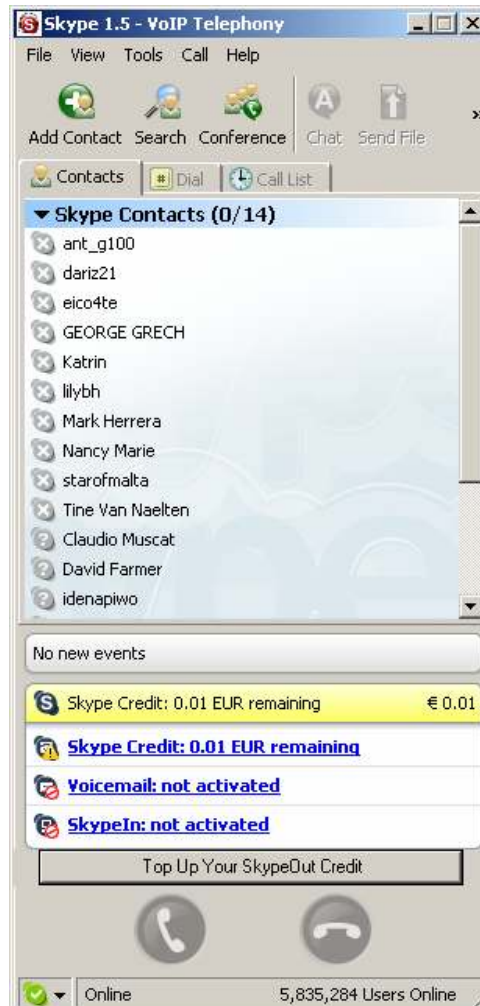 Skype 1.5 - VoIP Telephony
File View Tools Call Help
Add Contact Search Conference Chat Send File »
Contacts # Dial Call List
Skype Contacts (0/14)
ant_g100
dariz21
eico4te
GEORGE GRECH
Katrin
lilybh
Mark Herrera
Nancy Marie
starofmalta
Tine Van Naelten
Claudio Muscat
David Farmer
idenapiwo
No new events
Skype Credit: 0.01 EUR remaining € 0.01
Skype Credit: 0.01 EUR remaining
Voicemail: not activated
SkypeIn: not activated
Top Up Your SkypeOut Credit
Online 5,835,284 Users Online